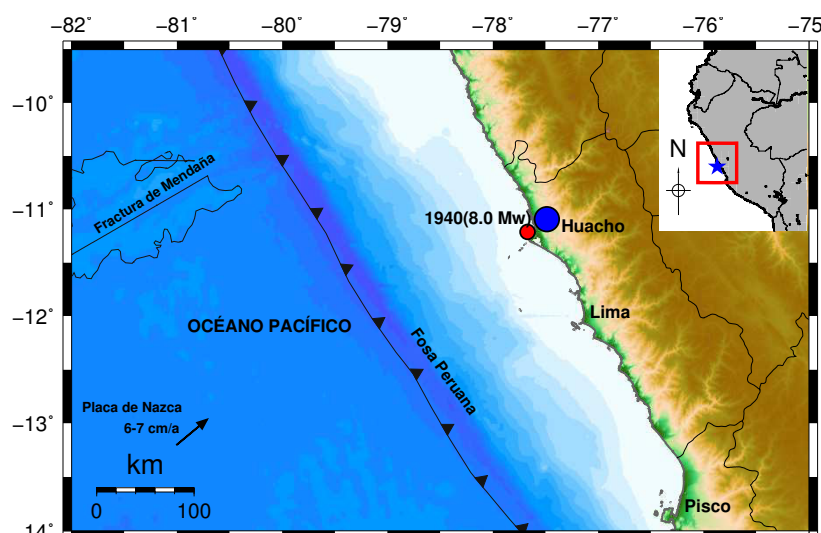 −82 −81 −80 −79 −78 −77 −76 −75
−10
N
Fractura de Mendaña
−11
1940(8.0 Mw)
Huacho
−12
OCÉANO PACÍFICO
Lima
Fosa Peruana
−13
Placa de Nazca
6-7 cm/a
km
0 100
Pisco
−14